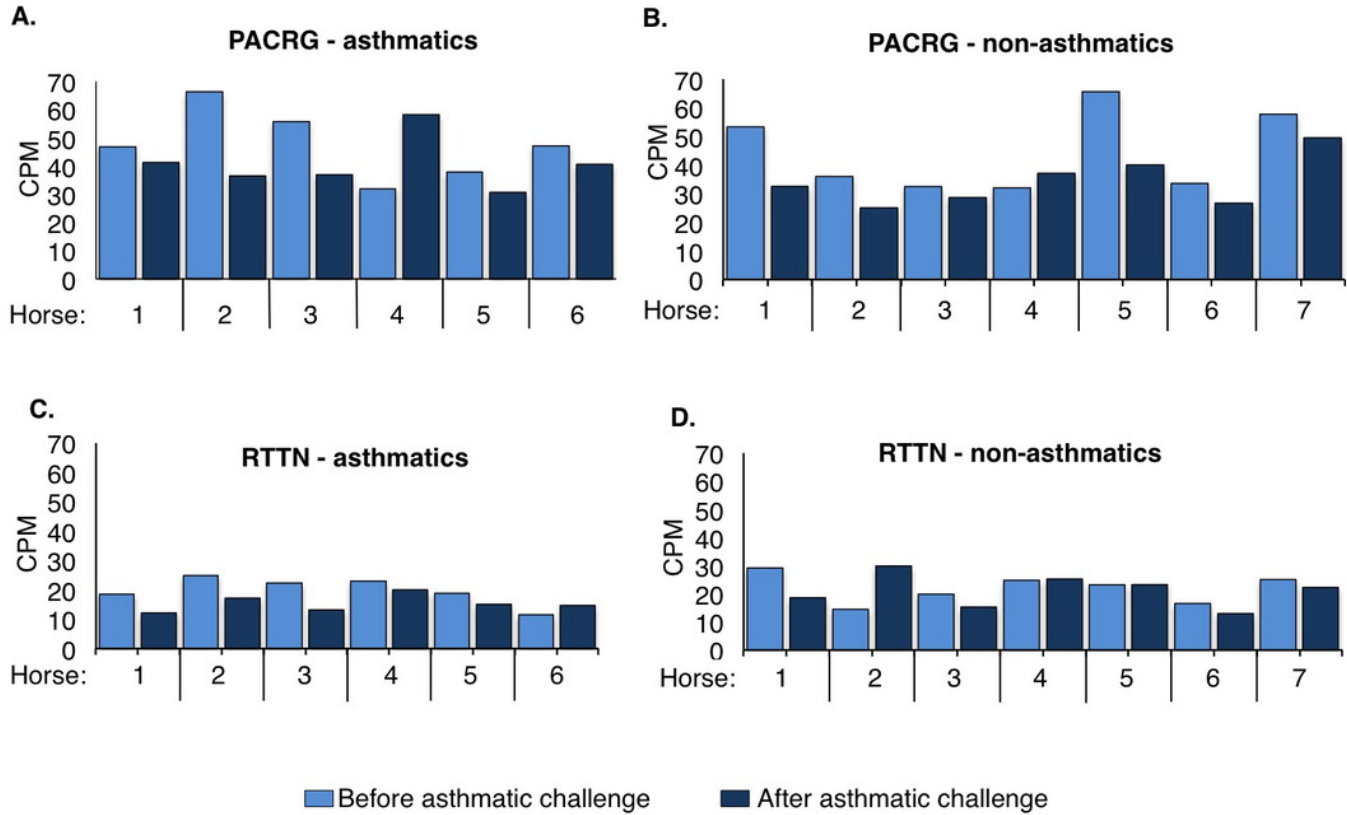 A.
PACRG - asthmatics
70
60
50
40
30
20
10
0
CPM
Horse: 1 2 3 4 5 6
B.
PACRG - non-asthmatics
70
60
50
40
30
20
10
0
CPM
Horse: 1 2 3 4 5 6 7
C.
RTTN - asthmatics
70
60
50
40
30
20
10
0
CPM
Horse: 1 2 3 4 5 6
D.
RTTN - non-asthmatics
70
60
50
40
30
20
10
0
CPM
Horse: 1 2 3 4 5 6 7
Before asthmatic challenge After asthmatic challenge